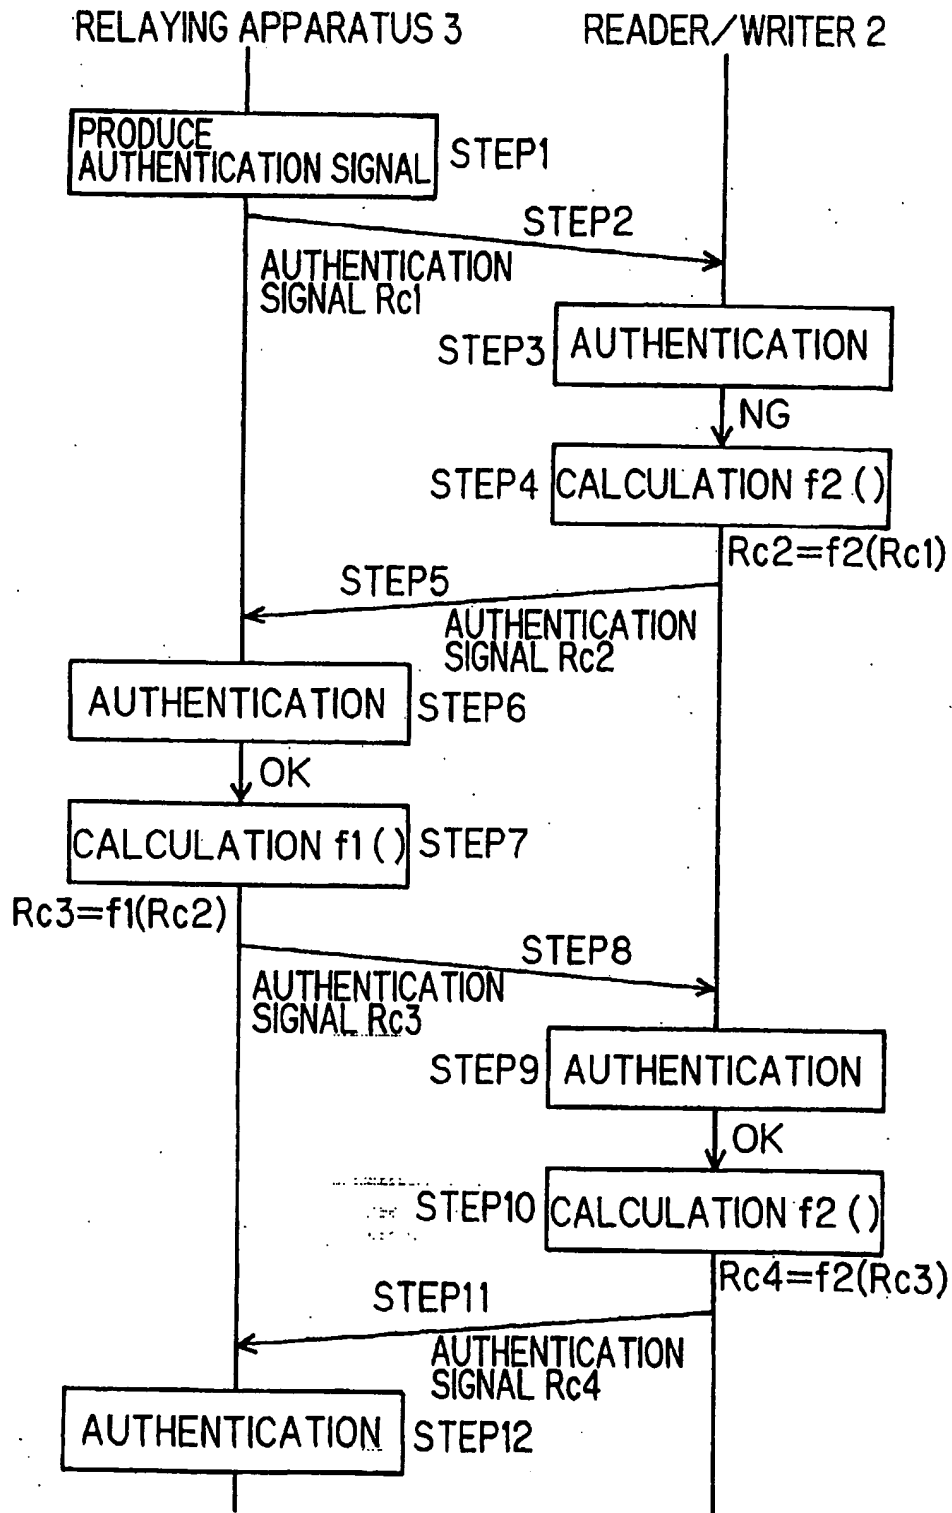 RELAYING APPARATUS 3
READER/WRITER 2
PRODUCE
AUTHENTICATION SIGNAL
STEP1
STEP2
AUTHENTICATION
SIGNAL Rc1
STEP3
AUTHENTICATION
NG
STEP4
CALCULATION f2 ()
Rc2=f2(Rc1)
STEP5
AUTHENTICATION
SIGNAL Rc2
AUTHENTICATION
STEP6
OK
CALCULATION f1 ()
STEP7
Rc3=f1(Rc2)
STEP8
AUTHENTICATION
SIGNAL Rc3
STEP9
AUTHENTICATION
OK
STEP10
CALCULATION f2 ()
Rc4=f2(Rc3)
STEP11
AUTHENTICATION
SIGNAL Rc4
AUTHENTICATION
STEP12